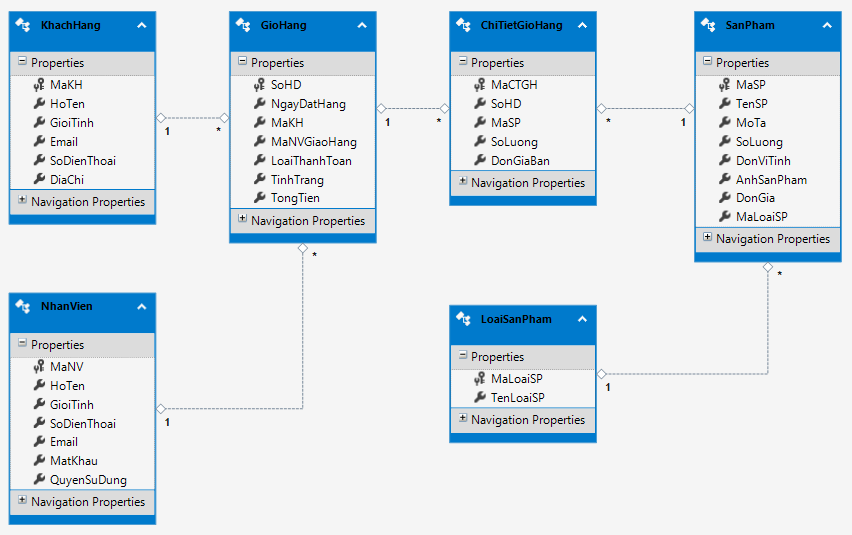 KhachHang
Properties
MaKH
HoTen
GioiTinh
Email
SoDienThoai
DiaChi
Navigation Properties
1
*
GioHang
Properties
SoHD
NgayDatHang
MaKH
MaNVGiaoHang
LoaiThanhToan
TinhTrang
TongTien
Navigation Properties
1
*
ChiTietGioHang
Properties
MaCTGH
SoHD
MaSP
SoLuong
DonGiaBan
Navigation Properties
*
1
SanPham
Properties
MaSP
TenSP
MoTa
SoLuong
DonViTinh
AnhSanPham
DonGia
MaLoaiSP
Navigation Properties
*
*
NhanVien
Properties
MaNV
HoTen
GioiTinh
SoDienThoai
Email
MatKhau
QuyenSuDung
Navigation Properties
1
LoaiSanPham
Properties
MaLoaiSP
TenLoaiSP
Navigation Properties
1